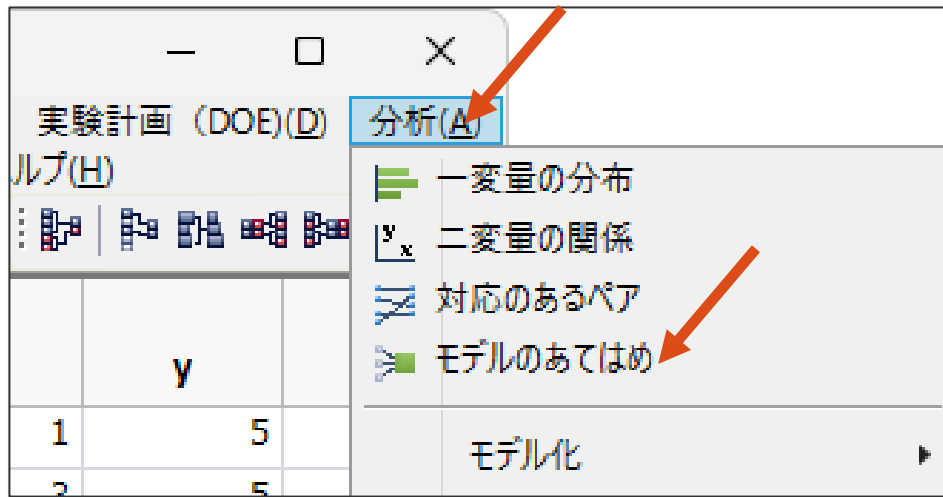 実験計画（DOE)(D) 分析(A)
ルプ(H)
一変量の分布
二変量の関係
対応のあるペア
モデルのあてはめ
モデル化
y
1 5
5